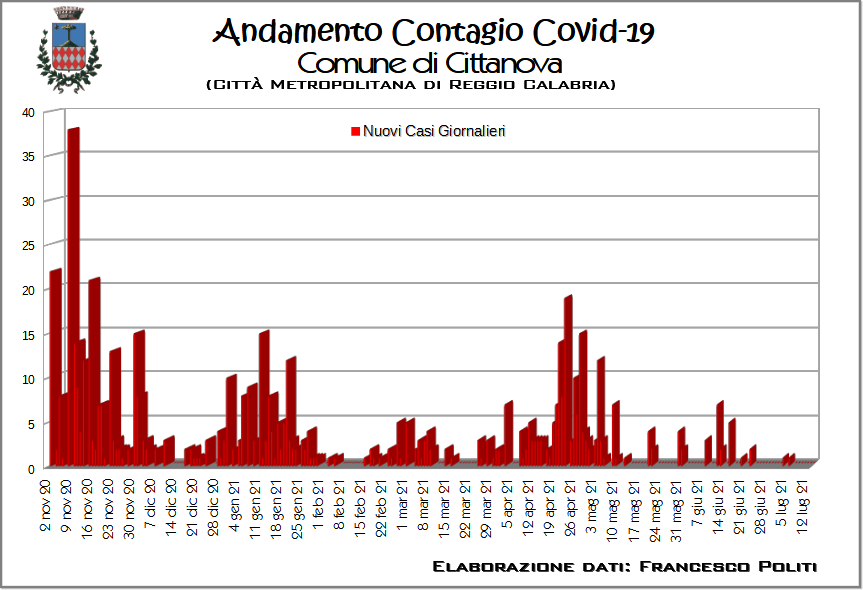 Andamento Contagio Covid-19
Comune di Cittanova
(Città Metropolitana di Reggio Calabria)
Nuovi Casi Giornalieri
40
35
30
25
20
15
10
5
0
2 nov 20
9 nov 20
16 nov 20
23 nov 20
30 nov 20
7 dic 20
14 dic 20
21 dic 20
28 dic 20
4 gen 21
11 gen 21
18 gen 21
25 gen 21
1 feb 21
8 feb 21
15 feb 21
22 feb 21
1 mar 21
8 mar 21
15 mar 21
22 mar 21
29 mar 21
5 apr 21
12 apr 21
19 apr 21
26 apr 21
3 mag 21
10 mag 21
17 mag 21
24 mag 21
31 mag 21
7 giu 21
14 giu 21
21 giu 21
28 giu 21
5 lug 21
12 lug 21
Elaborazione dati: Francesco Politi